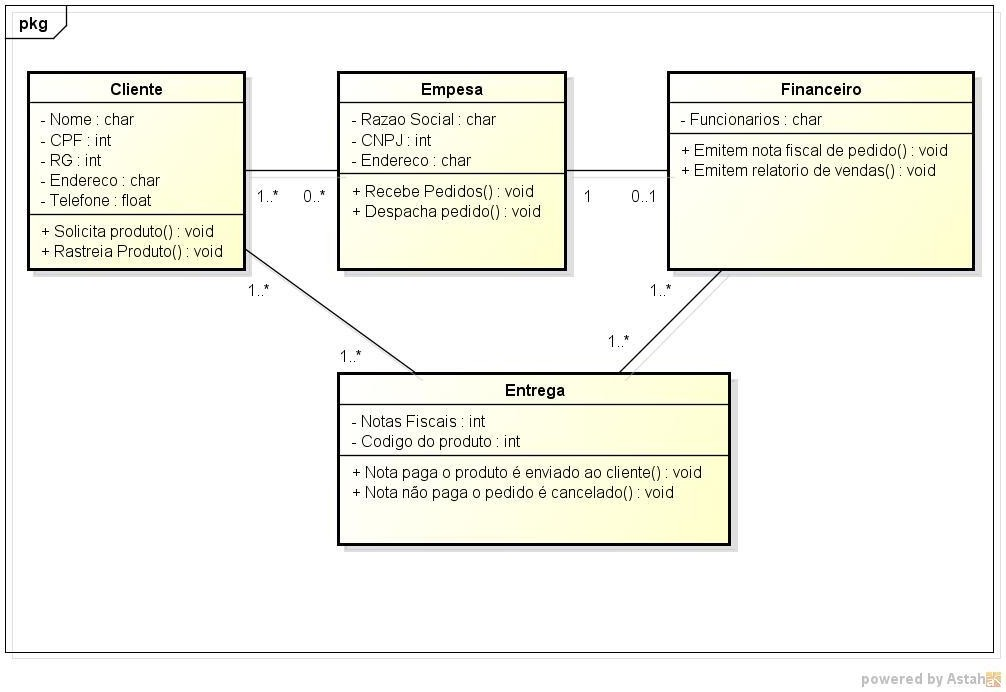 pkg
Cliente
- Nome : char
- CPF : int
- RG : int
- Endereco : char
- Telefone : float
+ Solicita produto() : void
+ Rastreia Produto() : void
Empesa
- Razao Social : char
- CNPJ : int
- Endereco : char
+ Recebe Pedidos() : void
+ Despacha pedido() : void
Financeiro
- Funcionarios : char
+ Emitem nota fiscal de pedido() : void
+ Emitem relatorio de vendas() : void
1..*
0..*
1
0..1
1..*
1..*
1..*
1..*
Entrega
- Notas Fiscais : int
- Codigo do produto : int
+ Nota paga o produto é enviado ao cliente() : void
+ Nota não paga o pedido é cancelado() : void
powered by Astah